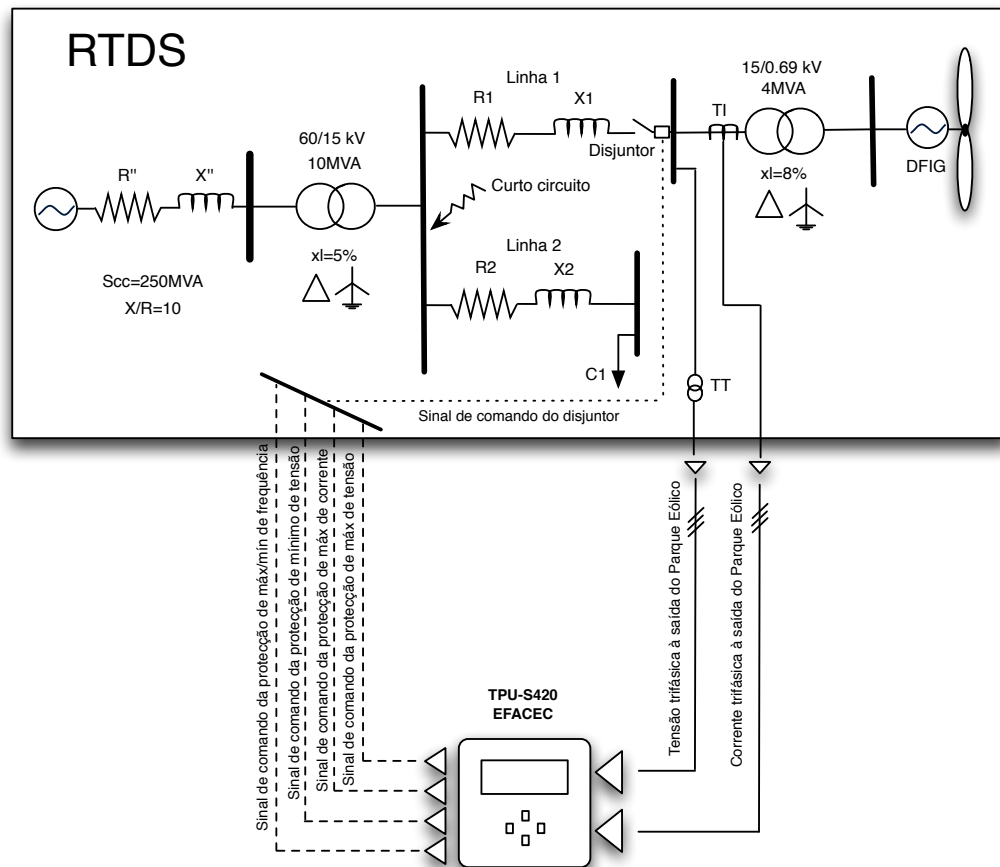 RTDS
Linha 1
R1
X1
Disjuntor
15/0.69 kV
4MVA
TI
xl=8%
DFIG
60/15 kV
10MVA
R"
X"
xl=5%
Scc=250MVA
X/R=10
Curto circuito
Linha 2
R2
X2
C1
TT
Sinal de comando do disjuntor
Sinal de comando da protecção de máx/mín de frequência
Sinal de comando da protecção de mínimo de tensão
Sinal de comando da protecção de máx de corrente
Sinal de comando da protecção de máx de tensão
Tensão trifásica à saída do Parque Eólico
Corrente trifásica à saída do Parque Eólico
TPU-S420
EFACEC